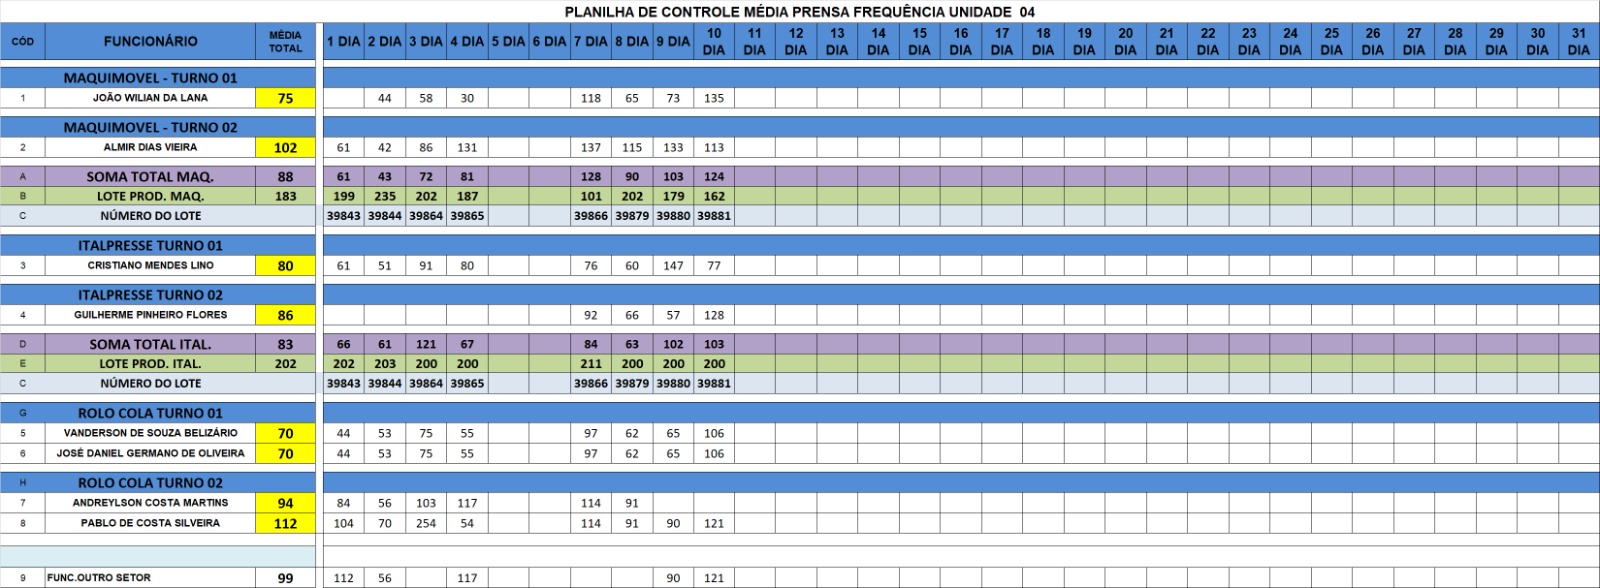 PLANILHA DE CONTROLE MÉDIA PRENSA FREQUÊNCIA UNIDADE 04
CÓD FUNCIONÁRIO MÉDIA TOTAL 1 DIA 2 DIA 3 DIA 4 DIA 5 DIA 6 DIA 7 DIA 8 DIA 9 DIA 10 DIA 11 DIA 12 DIA 13 DIA 14 DIA 15 DIA 16 DIA 17 DIA 18 DIA 19 DIA 20 DIA 21 DIA 22 DIA 23 DIA 24 DIA 25 DIA 26 DIA 27 DIA 28 DIA 29 DIA 30 DIA 31 DIA
MAQUIMOVEL - TURNO 01
1 JOÃO WILIAN DA LANA 75 44 58 30 118 65 73 135
MAQUIMOVEL - TURNO 02
2 ALMIR DIAS VIEIRA 102 61 42 86 131 137 115 133 113
A SOMA TOTAL MAQ. 88 61 43 72 81 128 90 103 124
B LOTE PROD. MAQ. 183 199 235 202 187 101 202 179 162
C NÚMERO DO LOTE 39843 39844 39864 39865 39866 39879 39880 39881
ITALPRESSE TURNO 01
3 CRISTIANO MENDES LINO 80 61 51 91 80 76 60 147 77
ITALPRESSE TURNO 02
4 GUILHERME PINHEIRO FLORES 86 92 66 57 128
D SOMA TOTAL ITAL. 83 66 61 121 67 84 63 102 103
E LOTE PROD. ITAL. 202 202 203 200 200 211 200 200 200
C NÚMERO DO LOTE 39843 39844 39864 39865 39866 39879 39880 39881
G ROLO COLA TURNO 01
5 VANDERSON DE SOUZA BELIZÁRIO 70 44 53 75 55 97 62 65 106
6 JOSÉ DANIEL GERMANO DE OLIVEIRA 70 44 53 75 55 97 62 65 106
H ROLO COLA TURNO 02
7 ANDREYLSON COSTA MARTINS 94 84 56 103 117 114 91
8 PABLO DE COSTA SILVEIRA 112 104 70 254 54 114 91 90 121
9 FUNC.OUTRO SETOR 99 112 56 117 90 121